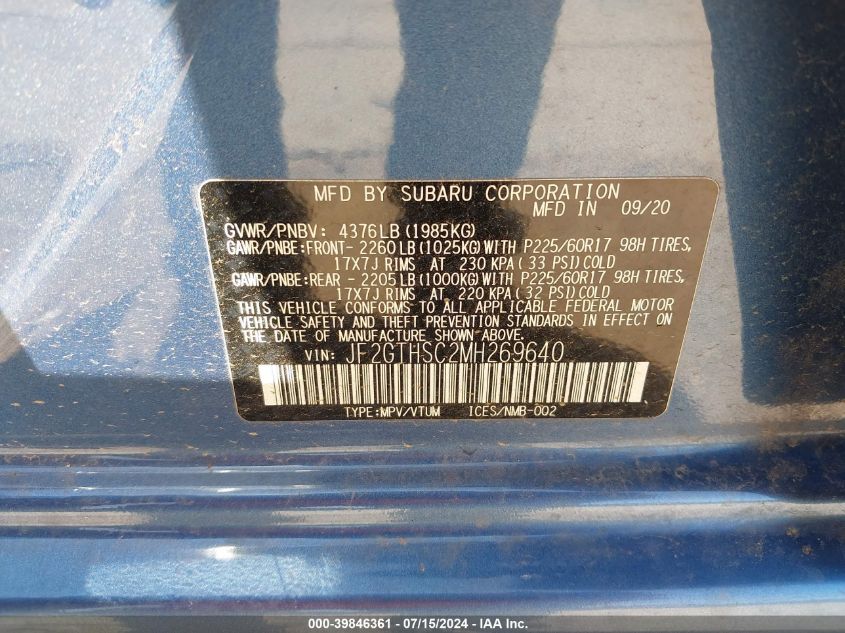 MFD BY SUBARU CORPORATION
MFD IN 09/20
GVWR/PNBV: 4376LB (1985KG)
GAWR/PNBE:FRONT- 2260LB (1025KG) WITH P225/60R17 98H TIRES,
17X7J RIMS AT 230 KPA (33 PSI) COLD
GAWR/PNBE:REAR - 2205LB (1000KG) WITH P225/60R17 98H TIRES,
17X7J RIMS AT 220 KPA (32 PSI) COLD
THIS VEHICLE CONFORMS TO ALL APPLICABLE FEDERAL MOTOR
VEHICLE SAFETY AND THEFT PREVENTION STANDARDS IN EFFECT ON
THE DATE OF MANUFACTURE SHOWN ABOVE.
VIN: JF2GTHSC2MH269640
TYPE:MPV/VTUM ICES/NMB-002
000-39846361 - 07/15/2024 - IAA Inc.